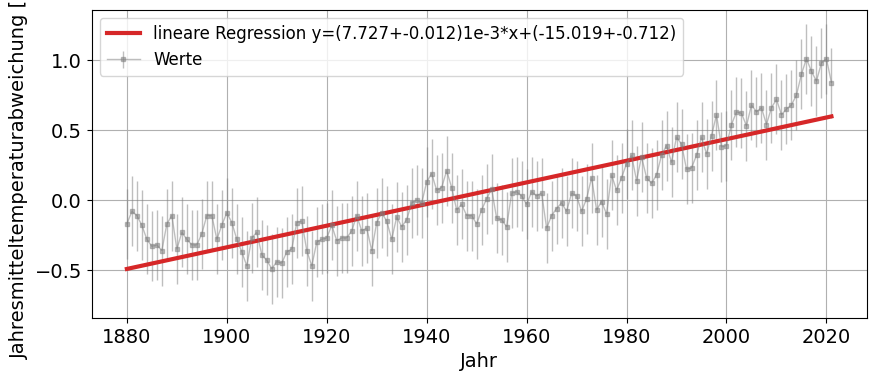 Jahresmitteltemperaturabweichung [
lineare Regression y=(7.727+-0.012)1e-3*x+(-15.019+-0.712)
Werte
1.0
0.5
0.0
−0.5
1880 1900 1920 1940 1960 1980 2000 2020
Jahr